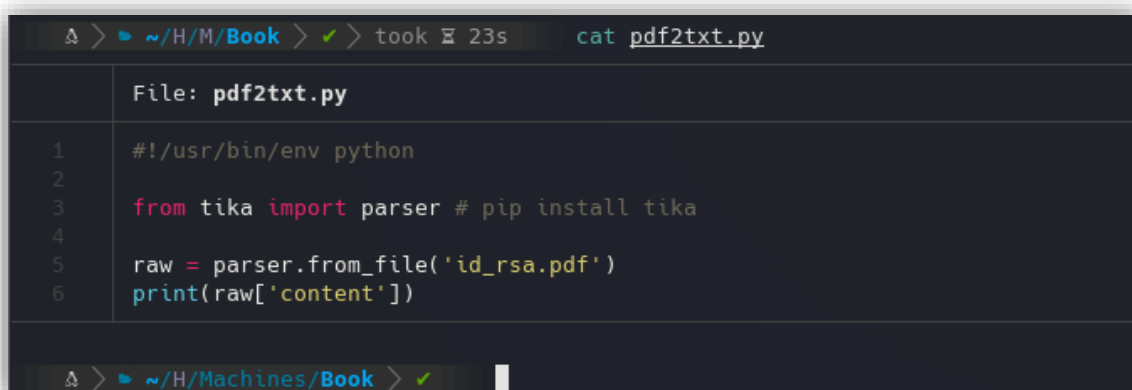 ~/H/M/Book ✔ took ⧖ 23s cat pdf2txt.py
File: pdf2txt.py
1 #!/usr/bin/env python
2
3 from tika import parser # pip install tika
4
5 raw = parser.from_file('id_rsa.pdf')
6 print(raw['content'])
~/H/Machines/Book ✔